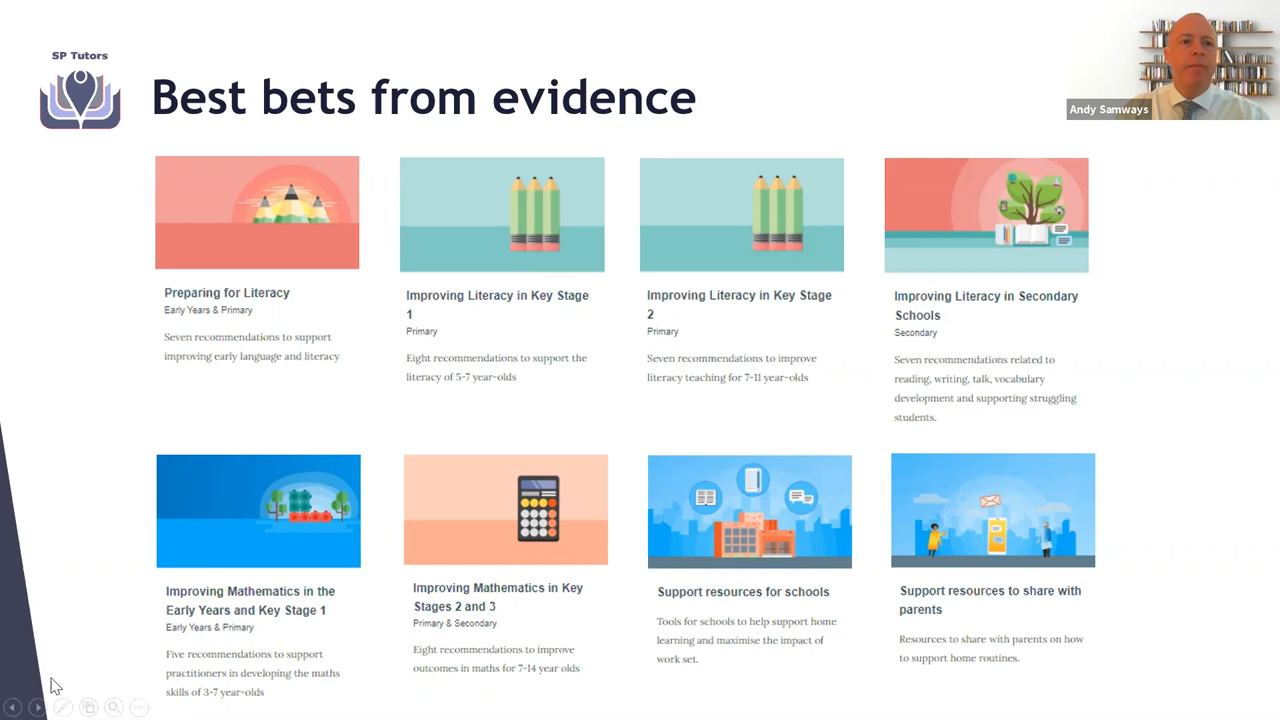 SP Tutors
Best bets from evidence
Andy Samways
Preparing for Literacy
Early Years & Primary
Seven recommendations to support
improving early language and literacy
Improving Literacy in Key Stage
1
Primary
Eight recommendations to support the
literacy of 5-7 year-olds
Improving Literacy in Key Stage
2
Primary
Seven recommendations to improve
literacy teaching for 7-11 year-olds
Improving Literacy in Secondary
Schools
Secondary
Seven recommendations related to
reading, writing, talk, vocabulary
development and supporting struggling
students.
Improving Mathematics in the
Early Years and Key Stage 1
Early Years & Primary
Five recommendations to support
practitioners in developing the maths
skills of 3-7 year-olds
Improving Mathematics in Key
Stages 2 and 3
Primary & Secondary
Eight recommendations to improve
outcomes in maths for 7-14 year olds
Support resources for schools
Tools for schools to help support home
learning and maximise the impact of
work set.
Support resources to share with
parents
Resources to share with parents on how
to support home routines.